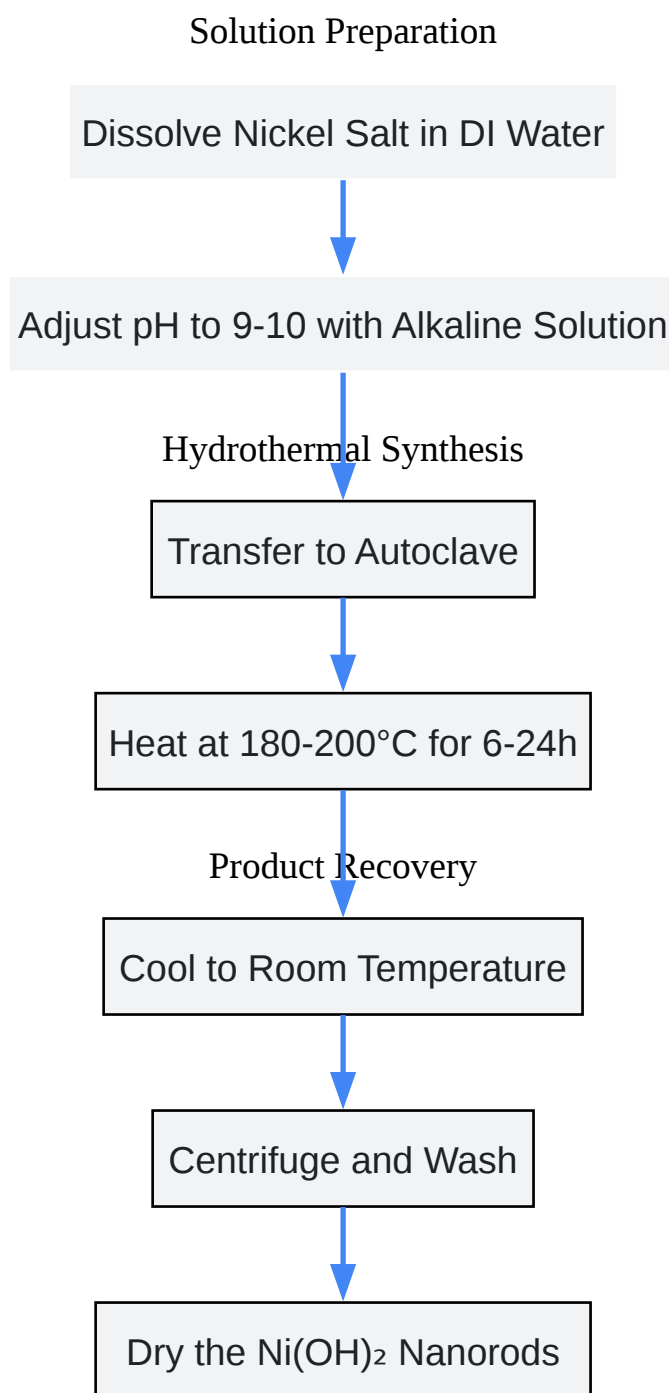 Solution Preparation
Dissolve Nickel Salt in DI Water
Adjust pH to 9-10 with Alkaline Solution
Hydrothermal Synthesis
Transfer to Autoclave
Heat at 180-200°C for 6-24h
Product Recovery
Cool to Room Temperature
Centrifuge and Wash
Dry the Ni(OH)₂ Nanorods